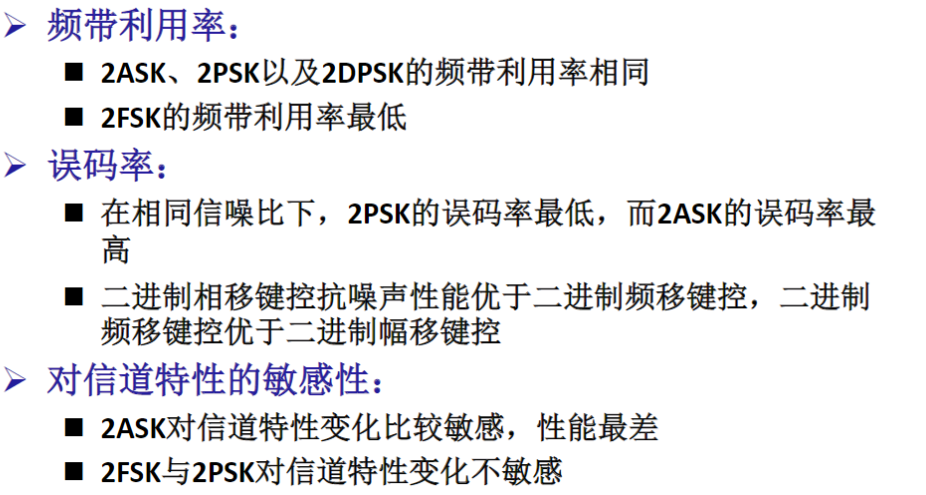 频带利用率：
2ASK、2PSK以及2DPSK的频带利用率相同
2FSK的频带利用率最低
误码率：
在相同信噪比下，2PSK的误码率最低，而2ASK的误码率最
高
二进制相移键控抗噪声性能优于二进制频移键控，二进制
频移键控优于二进制幅移键控
对信道特性的敏感性：
2ASK对信道特性变化比较敏感，性能最差
2FSK与2PSK对信道特性变化不敏感